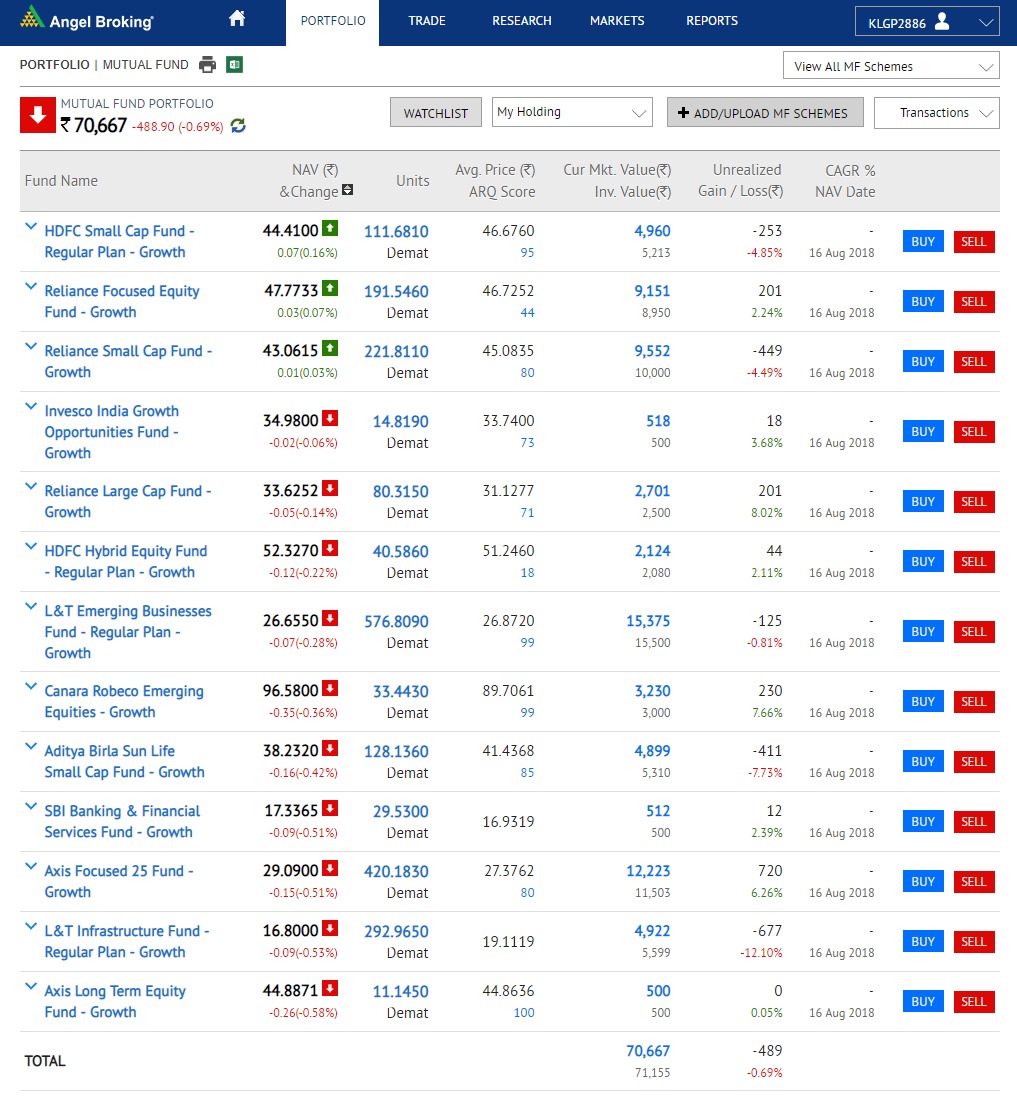 Angel Broking
PORTFOLIO TRADE RESEARCH MARKETS REPORTS KLGP2886
PORTFOLIO | MUTUAL FUND View All MF Schemes
MUTUAL FUND PORTFOLIO
₹ 70,667 -488.90 (-0.69%) WATCHLIST My Holding + ADD/UPLOAD MF SCHEMES Transactions
Fund Name NAV (₹) &Change Units Avg. Price (₹) ARQ Score Cur Mkt. Value(₹) Inv. Value(₹) Unrealized Gain / Loss(₹) CAGR % NAV Date
HDFC Small Cap Fund - 44.4100 111.6810 46.6760 4,960 -253 - BUY SELL
Regular Plan - Growth 0.07(0.16%) Demat 95 5,213 -4.85% 16 Aug 2018
Reliance Focused Equity 47.7733 191.5460 46.7252 9,151 201 - BUY SELL
Fund - Growth 0.03(0.07%) Demat 44 8,950 2.24% 16 Aug 2018
Reliance Small Cap Fund - 43.0615 221.8110 45.0835 9,552 -449 - BUY SELL
Growth 0.01(0.03%) Demat 80 10,000 -4.49% 16 Aug 2018
Invesco India Growth
Opportunities Fund - 34.9800 14.8190 33.7400 518 18 - BUY SELL
Growth -0.02(-0.06%) Demat 73 500 3.68% 16 Aug 2018
Reliance Large Cap Fund - 33.6252 80.3150 31.1277 2,701 201 - BUY SELL
Growth -0.05(-0.14%) Demat 71 2,500 8.02% 16 Aug 2018
HDFC Hybrid Equity Fund 52.3270 40.5860 51.2460 2,124 44 - BUY SELL
- Regular Plan - Growth -0.12(-0.22%) Demat 18 2,080 2.11% 16 Aug 2018
L&T Emerging Businesses
Fund - Regular Plan - 26.6550 576.8090 26.8720 15,375 -125 - BUY SELL
Growth -0.07(-0.28%) Demat 99 15,500 -0.81% 16 Aug 2018
Canara Robeco Emerging 96.5800 33.4430 89.7061 3,230 230 - BUY SELL
Equities - Growth -0.35(-0.36%) Demat 99 3,000 7.66% 16 Aug 2018
Aditya Birla Sun Life 38.2320 128.1360 41.4368 4,899 -411 - BUY SELL
Small Cap Fund - Growth -0.16(-0.42%) Demat 85 5,310 -7.73% 16 Aug 2018
SBI Banking & Financial 17.3365 29.5300 16.9319 512 12 - BUY SELL
Services Fund - Growth -0.09(-0.51%) Demat 500 2.39% 16 Aug 2018
Axis Focused 25 Fund - 29.0900 420.1830 27.3762 12,223 720 - BUY SELL
Growth -0.15(-0.51%) Demat 80 11,503 6.26% 16 Aug 2018
L&T Infrastructure Fund - 16.8000 292.9650 19.1119 4,922 -677 - BUY SELL
Regular Plan - Growth -0.09(-0.53%) Demat 5,599 -12.10% 16 Aug 2018
Axis Long Term Equity 44.8871 11.1450 44.8636 500 0 - BUY SELL
Fund - Growth -0.26(-0.58%) Demat 100 500 0.05% 16 Aug 2018
TOTAL 70,667 -489
71,155 -0.69%